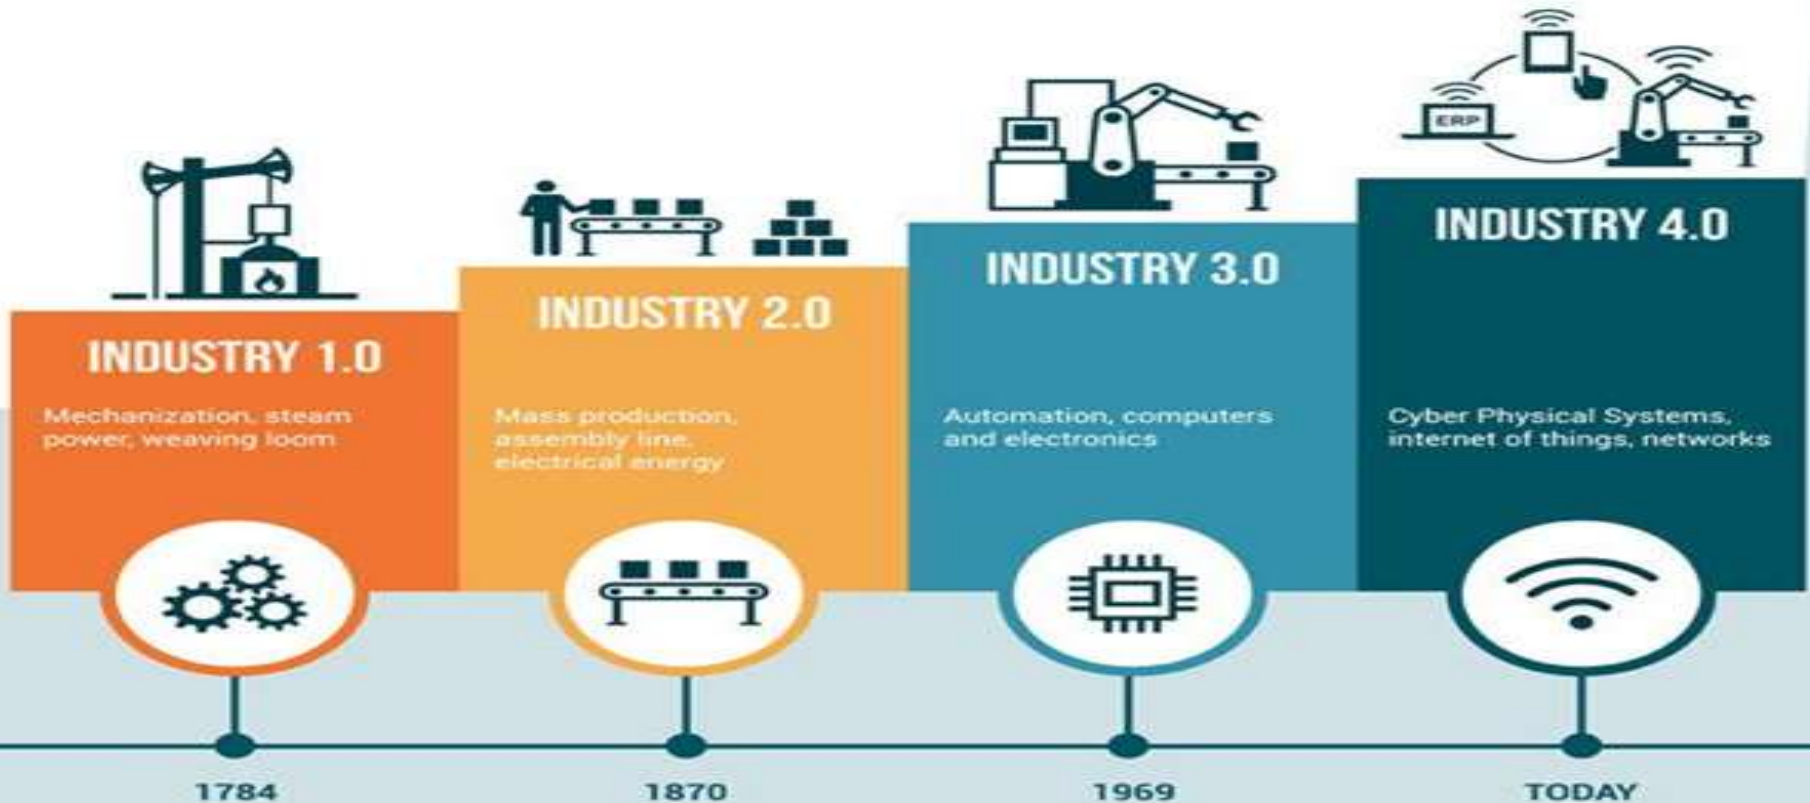 ERP
INDUSTRY 1.0
Mechanization, steam
power, weaving loom
1784
INDUSTRY 2.0
Mass production,
assembly line,
electrical energy
1870
INDUSTRY 3.0
Automation, computers
and electronics
1969
INDUSTRY 4.0
Cyber Physical Systems,
internet of things, networks
TODAY